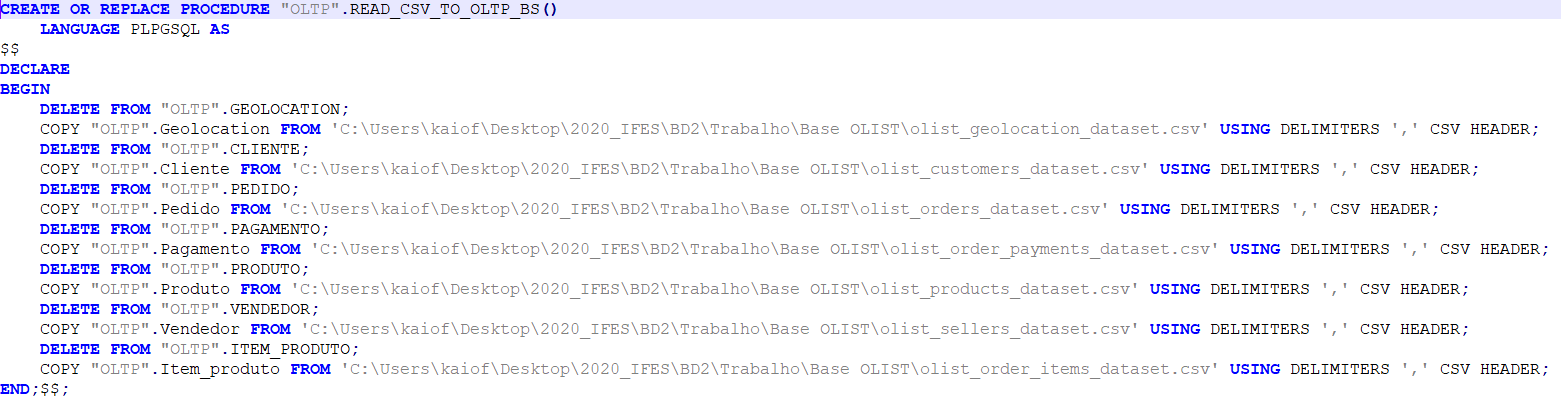 CREATE OR REPLACE PROCEDURE "OLTP".READ_CSV_TO_OLTP_BS()
    LANGUAGE PLPGSQL AS
$$
DECLARE
BEGIN
    DELETE FROM "OLTP".GEOLOCATION;
    COPY "OLTP".Geolocation FROM 'C:\Users\kaiof\Desktop\2020_IFES\BD2\Trabalho\Base OLIST\olist_geolocation_dataset.csv' USING DELIMITERS ',' CSV HEADER;
    DELETE FROM "OLTP".CLIENTE;
    COPY "OLTP".Cliente FROM 'C:\Users\kaiof\Desktop\2020_IFES\BD2\Trabalho\Base OLIST\olist_customers_dataset.csv' USING DELIMITERS ',' CSV HEADER;
    DELETE FROM "OLTP".PEDIDO;
    COPY "OLTP".Pedido FROM 'C:\Users\kaiof\Desktop\2020_IFES\BD2\Trabalho\Base OLIST\olist_orders_dataset.csv' USING DELIMITERS ',' CSV HEADER;
    DELETE FROM "OLTP".PAGAMENTO;
    COPY "OLTP".Pagamento FROM 'C:\Users\kaiof\Desktop\2020_IFES\BD2\Trabalho\Base OLIST\olist_order_payments_dataset.csv' USING DELIMITERS ',' CSV HEADER;
    DELETE FROM "OLTP".PRODUTO;
    COPY "OLTP".Produto FROM 'C:\Users\kaiof\Desktop\2020_IFES\BD2\Trabalho\Base OLIST\olist_products_dataset.csv' USING DELIMITERS ',' CSV HEADER;
    DELETE FROM "OLTP".VENDEDOR;
    COPY "OLTP".Vendedor FROM 'C:\Users\kaiof\Desktop\2020_IFES\BD2\Trabalho\Base OLIST\olist_sellers_dataset.csv' USING DELIMITERS ',' CSV HEADER;
    DELETE FROM "OLTP".ITEM_PRODUTO;
    COPY "OLTP".Item_produto FROM 'C:\Users\kaiof\Desktop\2020_IFES\BD2\Trabalho\Base OLIST\olist_order_items_dataset.csv' USING DELIMITERS ',' CSV HEADER;
END;$$;